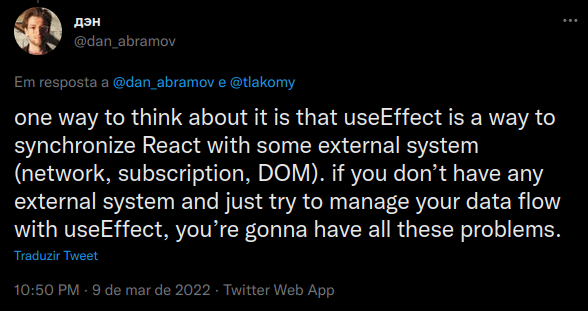 дэн
@dan_abramov
Em resposta a @dan_abramov e @tlakomy
one way to think about it is that useEffect is a way to
synchronize React with some external system
(network, subscription, DOM). if you don’t have any
external system and just try to manage your data flow
with useEffect, you’re gonna have all these problems.
Traduzir Tweet
10:50 PM · 9 de mar de 2022 · Twitter Web App